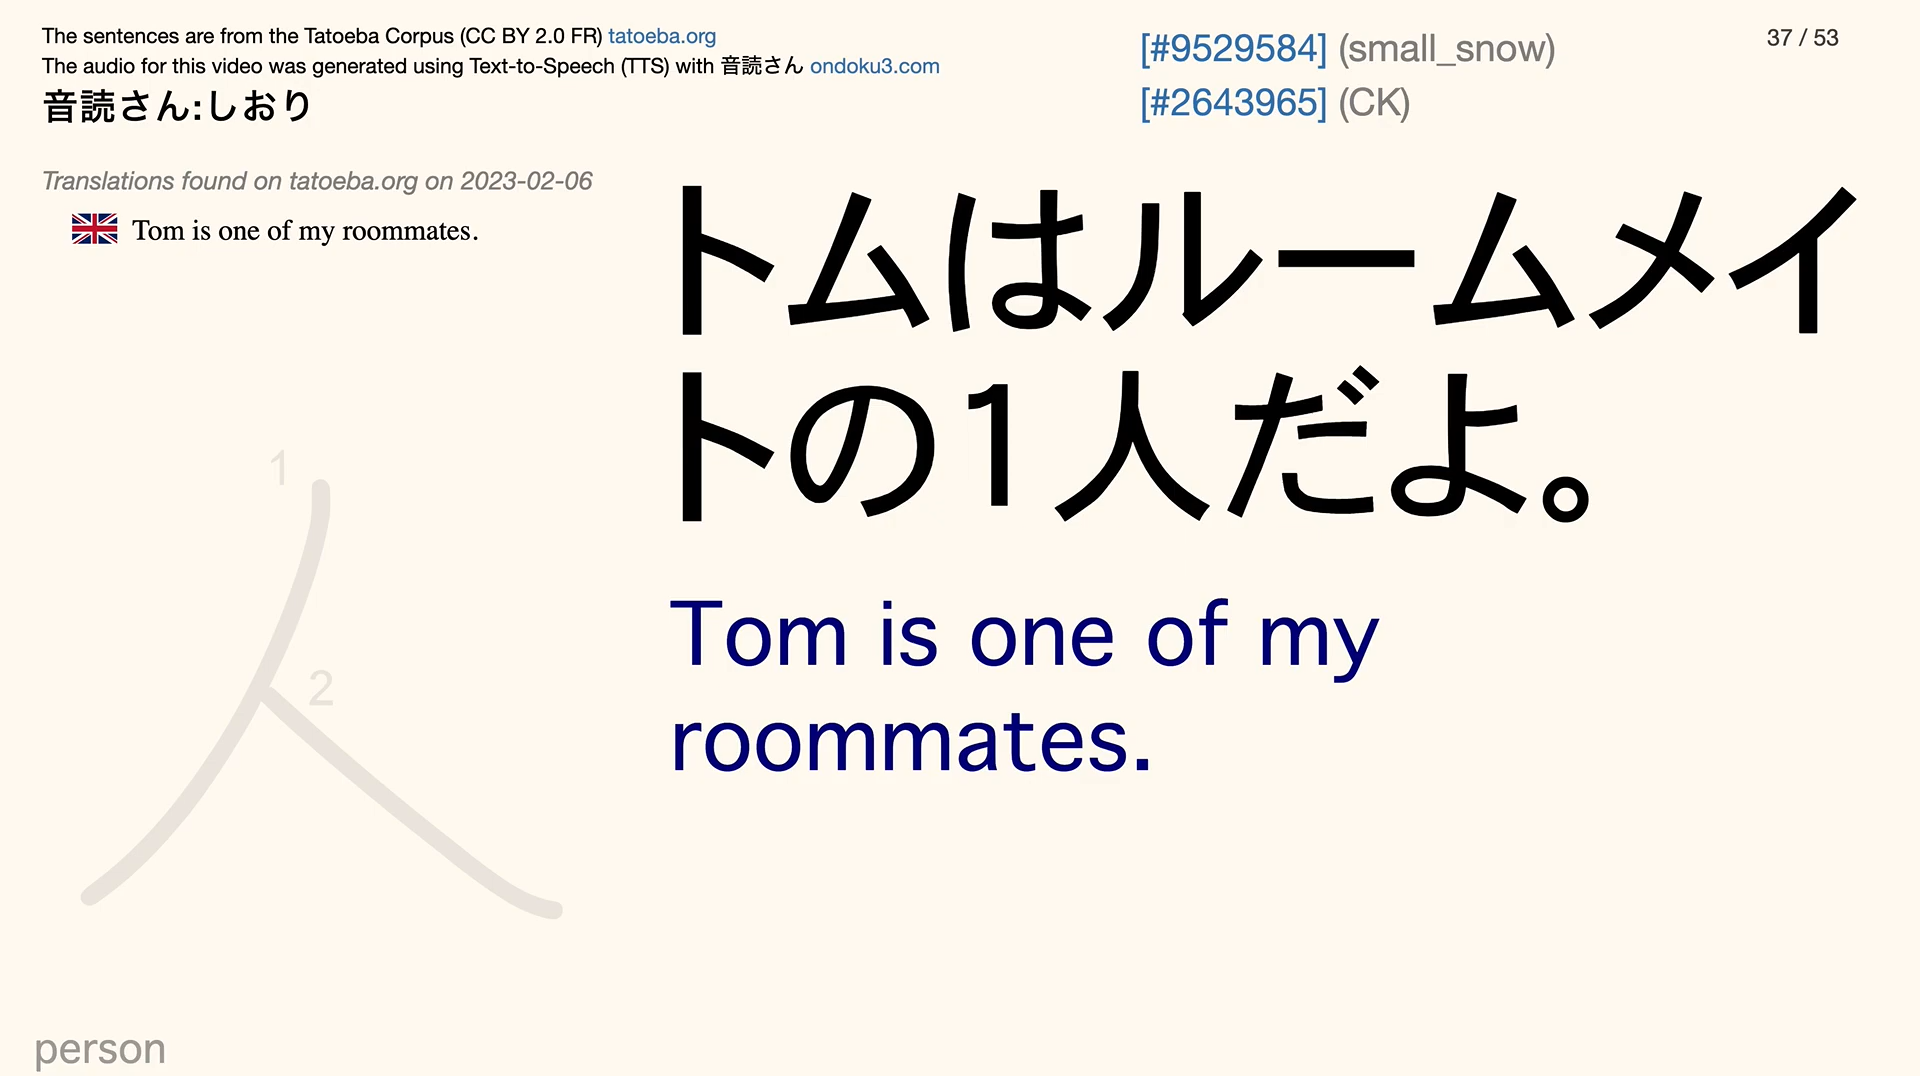 The sentences are from the Tatoeba Corpus (CC BY 2.0 FR) tatoeba.org
The audio for this video was generated using Text-to-Speech (TTS) with 音読さん ondoku3.com
音読さん:しおり
[#9529584] (small_snow)
[#2643965] (CK)
37 / 53
Translations found on tatoeba.org on 2023-02-06
Tom is one of my roommates.
トムはルームメイ
トの1人だよ。
Tom is one of my
roommates.
1
2
person